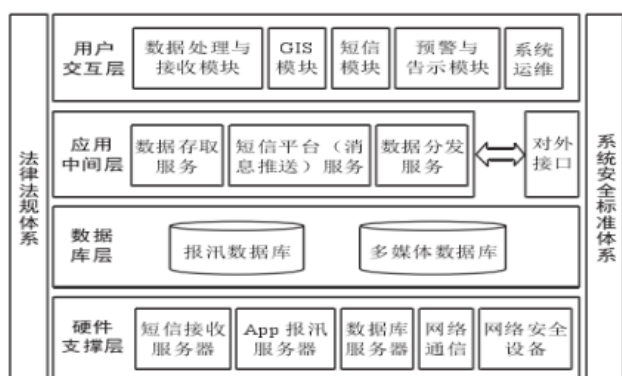 法律法规体系
用户
交互层
数据处理与
接收模块
GIS
模块
短信
模块
预警与
告示模块
系统
运维
应用
中间层
数据存取
服务
短信平台（消
息推送）服务
数据分发
服务
对外
接口
数据
库层
报汛数据库
多媒体数据库
硬件
支撑层
短信接收
服务器
App 报汛
服务器
数据库
服务器
网络
通信
网络安全
设备
系统安全标准体系